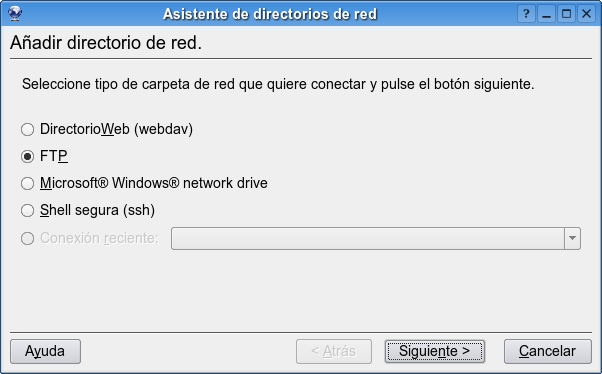 Asistente de directorios de red
Añadir directorio de red.
Seleccione tipo de carpeta de red que quiere conectar y pulse el botón siguiente.
DirectorioWeb (webdav)
FTP
Microsoft® Windows® network drive
Shell segura (ssh)
Conexión reciente:
Ayuda < Atrás Siguiente > Cancelar